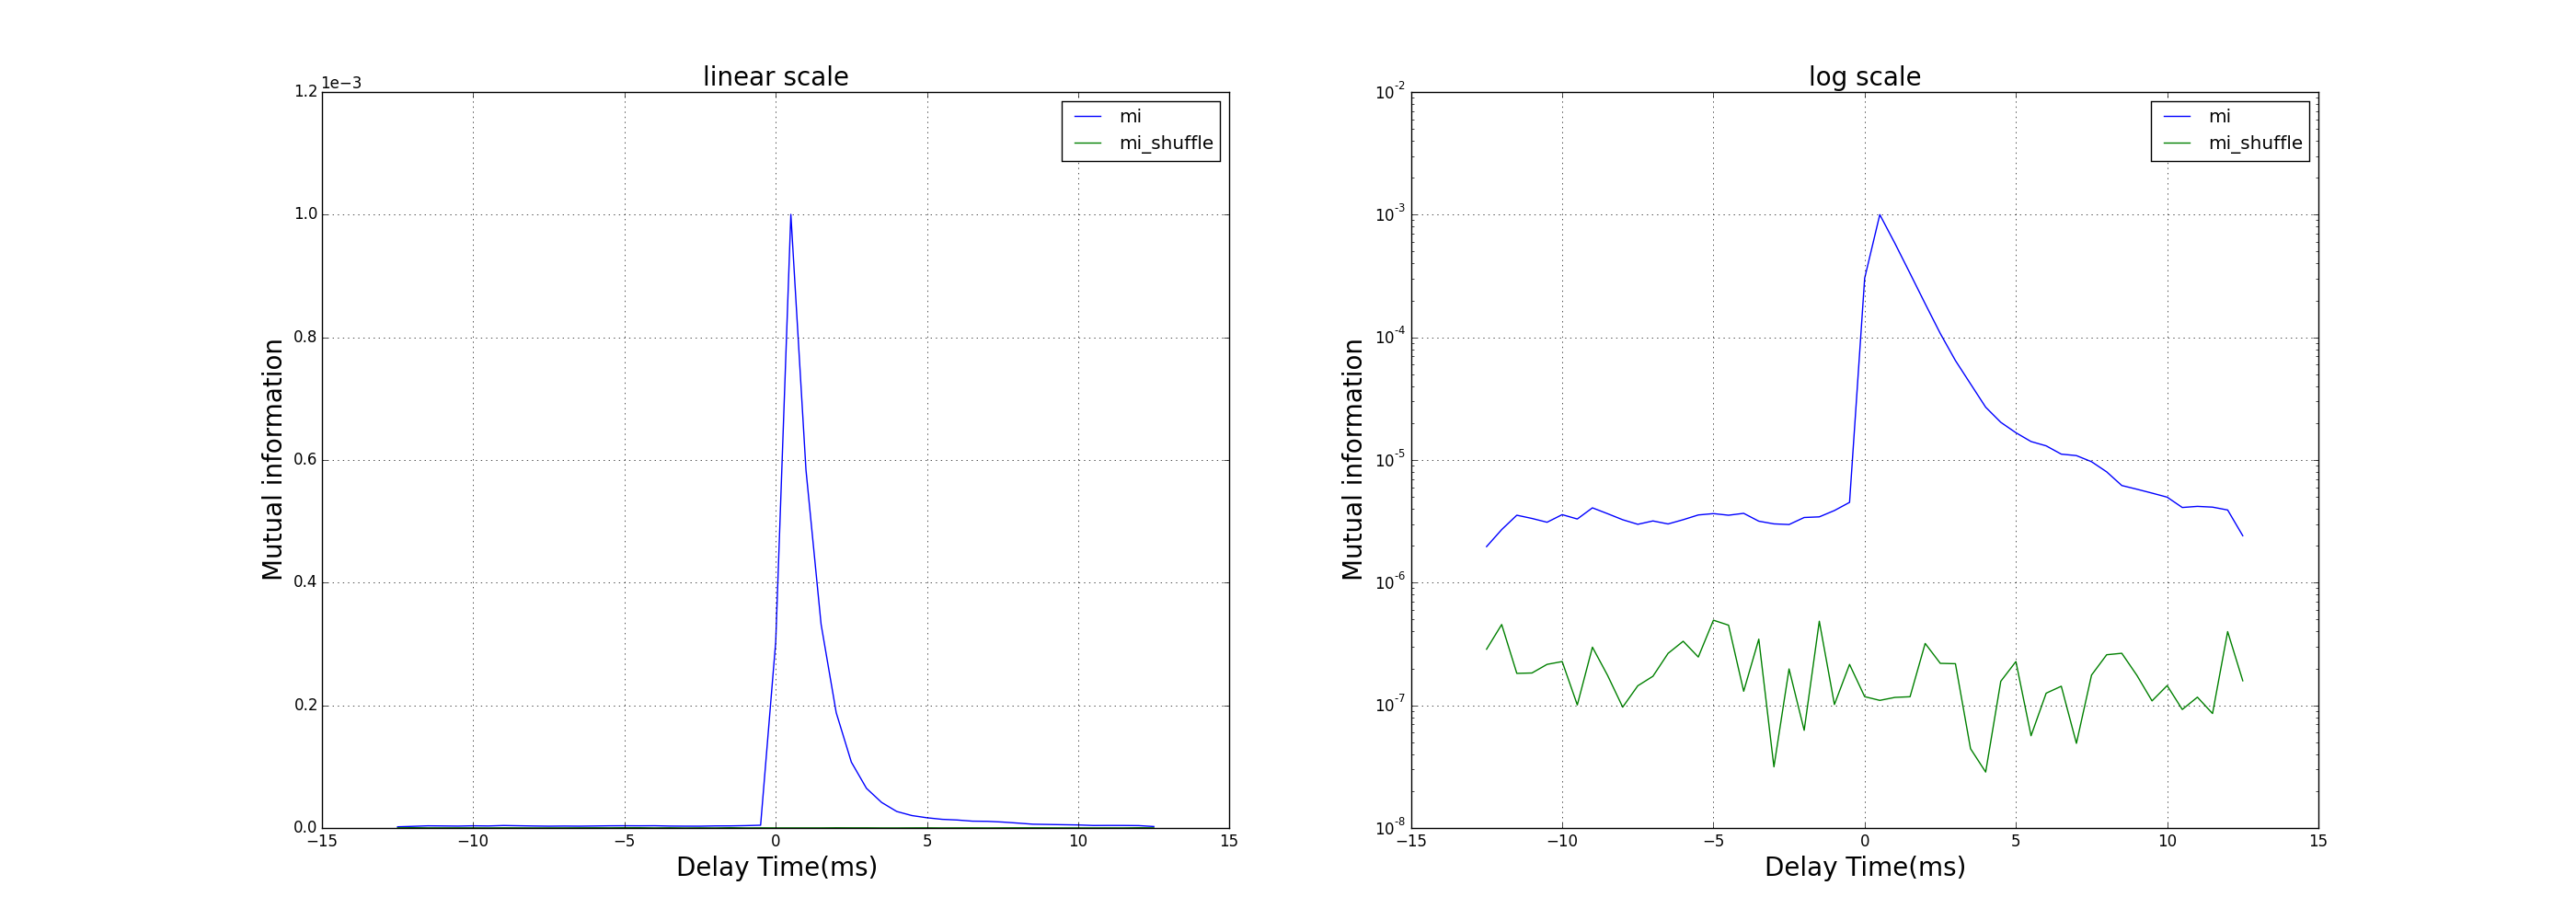 linear scale
1e−3
1.2
1.0
0.8
0.6
0.4
0.2
0.0
−15 −10 −5 0 5 10 15
Mutual information
Delay Time(ms)
mi
mi_shuffle
log scale
10-2
10-3
10-4
10-5
10-6
10-7
10-8
−15 −10 −5 0 5 10 15
Mutual information
Delay Time(ms)
mi
mi_shuffle